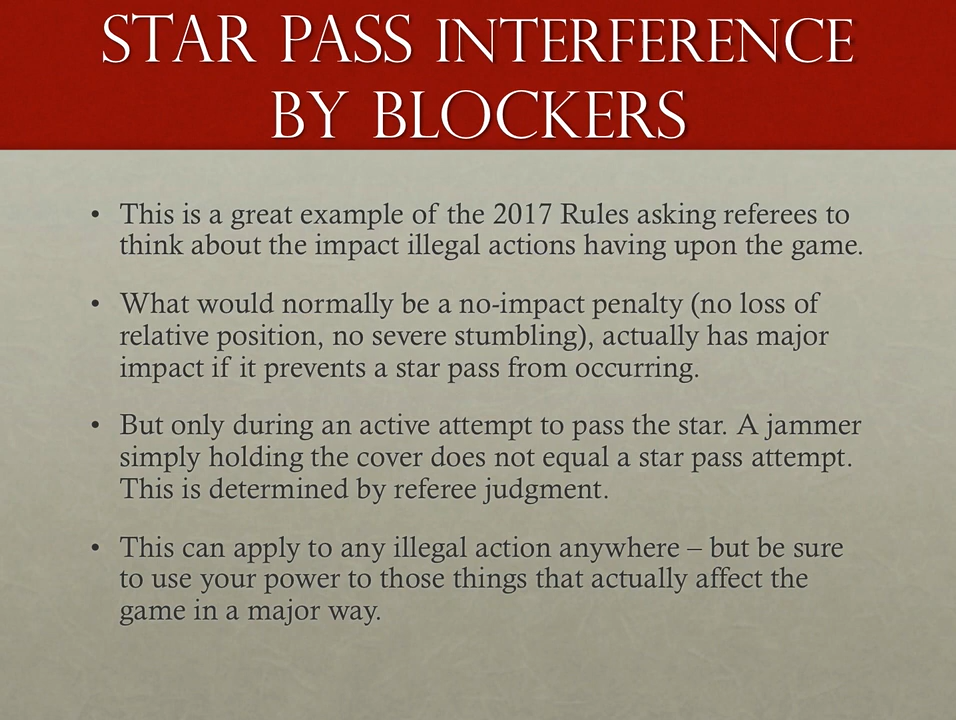 STAR PASS INTERFERENCE
BY BLOCKERS
• This is a great example of the 2017 Rules asking referees to
think about the impact illegal actions having upon the game.
• What would normally be a no-impact penalty (no loss of
relative position, no severe stumbling), actually has major
impact if it prevents a star pass from occurring.
• But only during an active attempt to pass the star. A jammer
simply holding the cover does not equal a star pass attempt.
This is determined by referee judgment.
• This can apply to any illegal action anywhere – but be sure
to use your power to those things that actually affect the
game in a major way.